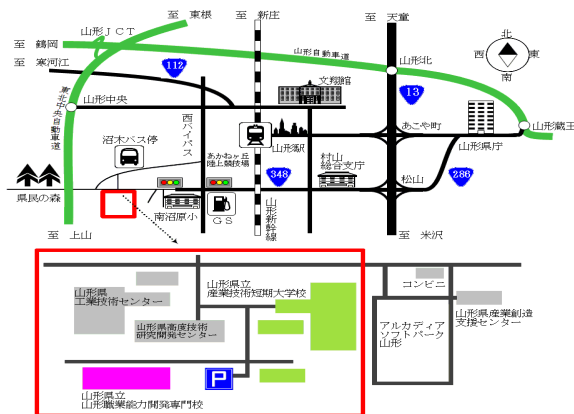 至 東根
至 新庄
至 天童
北
西
東
南
至 鶴岡
山形JCT
至 寒河江
112
山形自動車道
山形北
文翔館
13
東北中央自動車道
山形中央
西バイパス
沼木バス停
あかねヶ丘
陸上競技場
山形駅
あこや町
山形県庁
山形蔵王
村山
総合支庁
348
松山
286
県民の森
南沼原小
GS
山形新幹線
至 上山
至 米沢
山形県立
産業技術短期大学校
コンビニ
山形県
工業技術センター
山形県高度技術
研究開発センター
アルカディア
ソフトパーク
山形
山形県産業創造
支援センター
P
山形県立
山形職業能力開発専門校